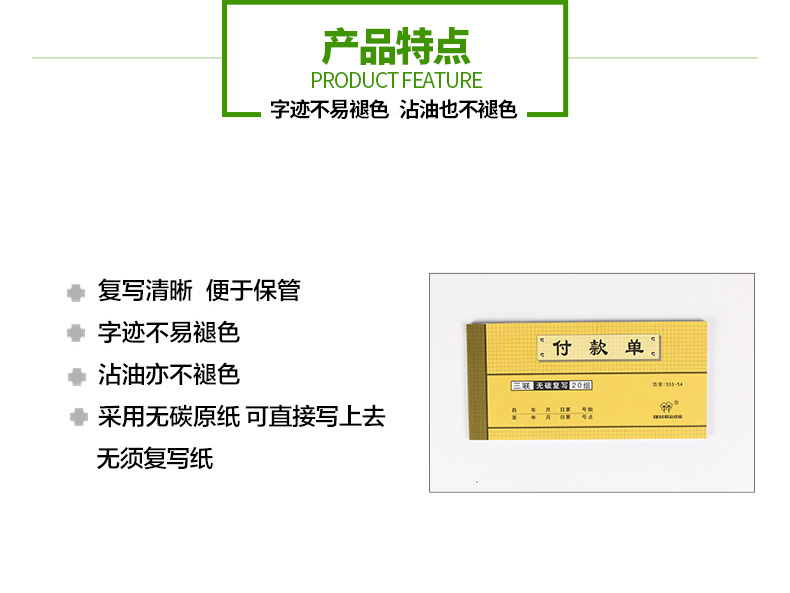 产品特点
PRODUCT FEATURE
字迹不易褪色 沾油也不褪色
复写清晰 便于保管
字迹不易褪色
沾油亦不褪色
采用无碳原纸 可直接写上去
无须复写纸
付款单
三联 无碳复写 20组
货号:533-54
自 年 月 日第 号始
至 年 月 日第 号止